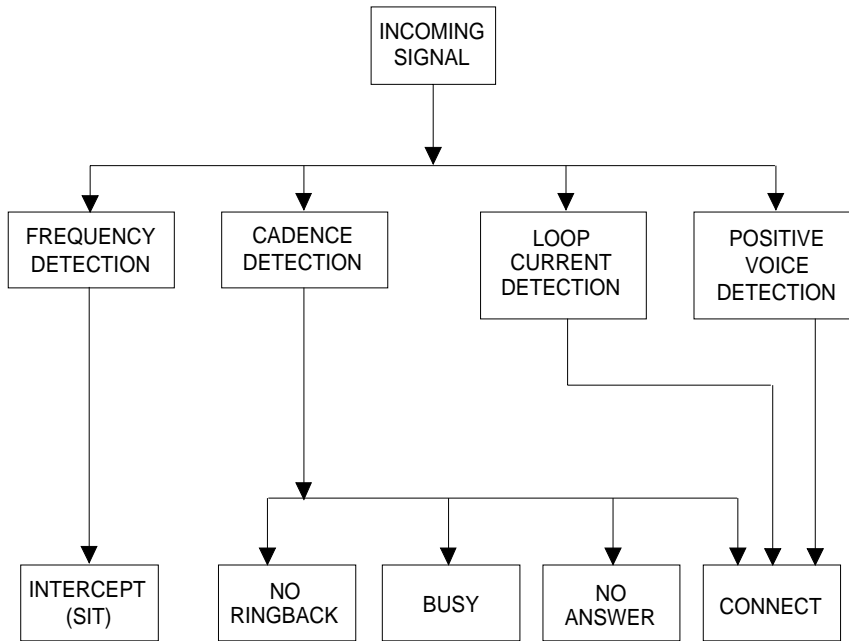 INCOMING
SIGNAL
FREQUENCY
DETECTION
CADENCE
DETECTION
LOOP
CURRENT
DETECTION
POSITIVE
VOICE
DETECTION
INTERCEPT
(SIT)
NO
RINGBACK
BUSY
NO
ANSWER
CONNECT